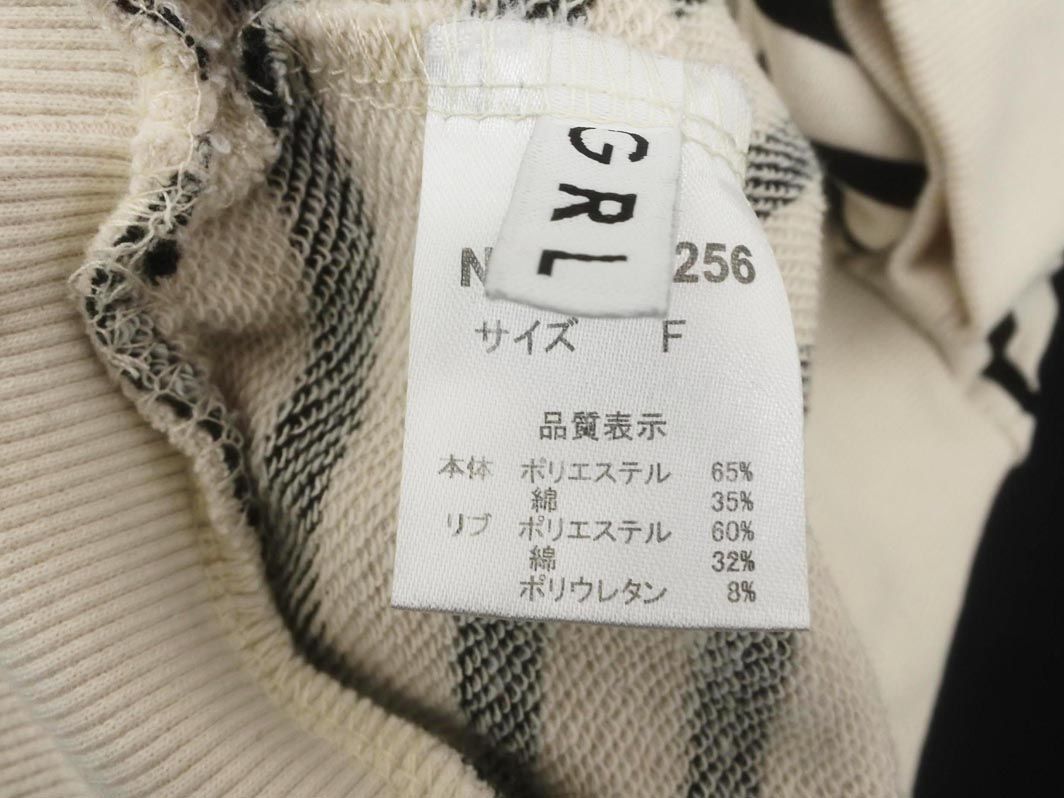 GRL
256
サイズ F
品質表示
本体 ポリエステル 65%
綿 35%
リブ ポリエステル 60%
綿 32%
ポリウレタン 8%